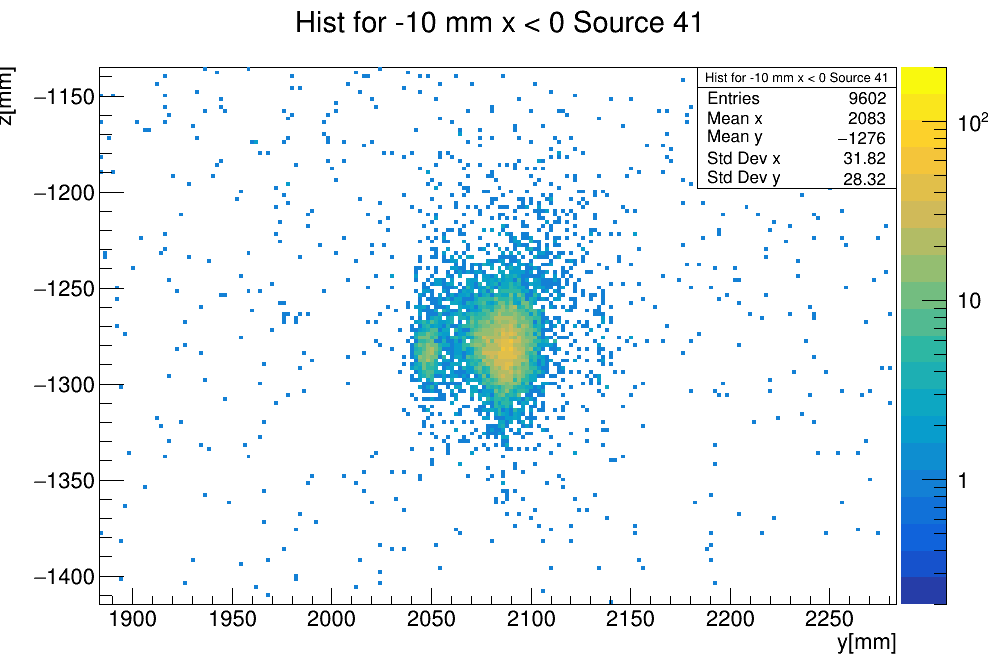 Hist for -10 mm x < 0 Source 41
z[mm]
Hist for -10 mm x < 0 Source 41
Entries 9602
Mean x 2083
Mean y −1276
Std Dev x 31.82
Std Dev y 28.32
−1150
−1200
−1250
−1300
−1350
−1400
1900 1950 2000 2050 2100 2150 2200 2250
y[mm]
10²
10
1